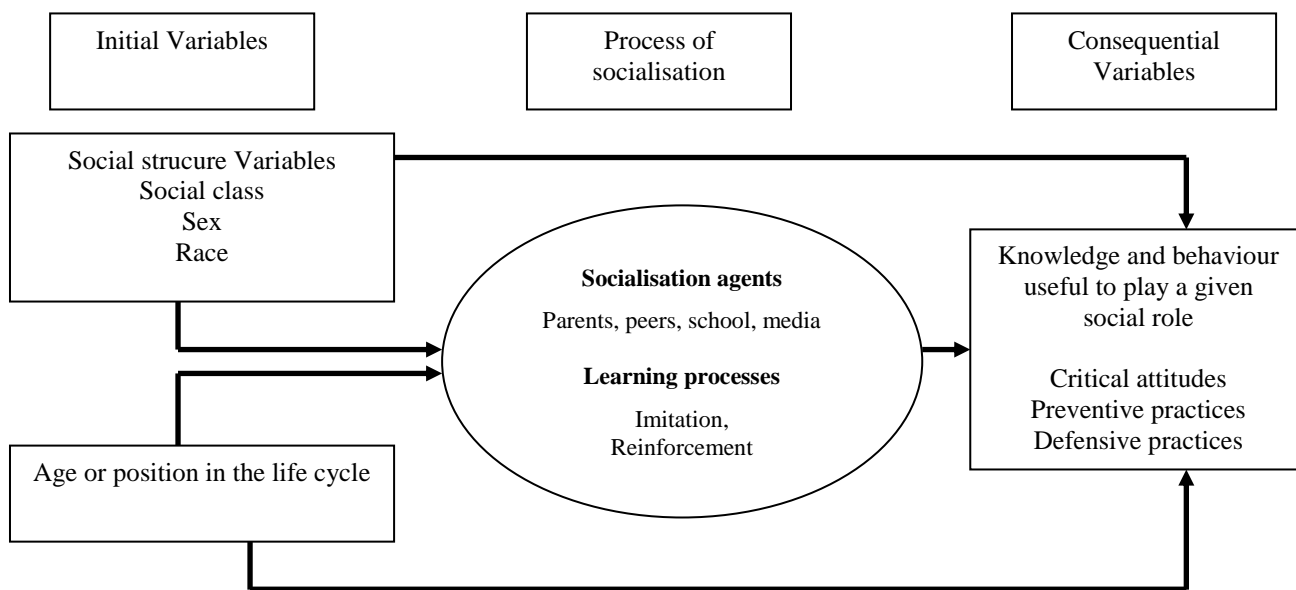 Initial Variables
Process of
socialisation
Consequential
Variables
Social strucure Variables
Social class
Sex
Race
Socialisation agents
Parents, peers, school, media
Learning processes
Imitation,
Reinforcement
Knowledge and behaviour
useful to play a given
social role
Critical attitudes
Preventive practices
Defensive practices
Age or position in the life cycle